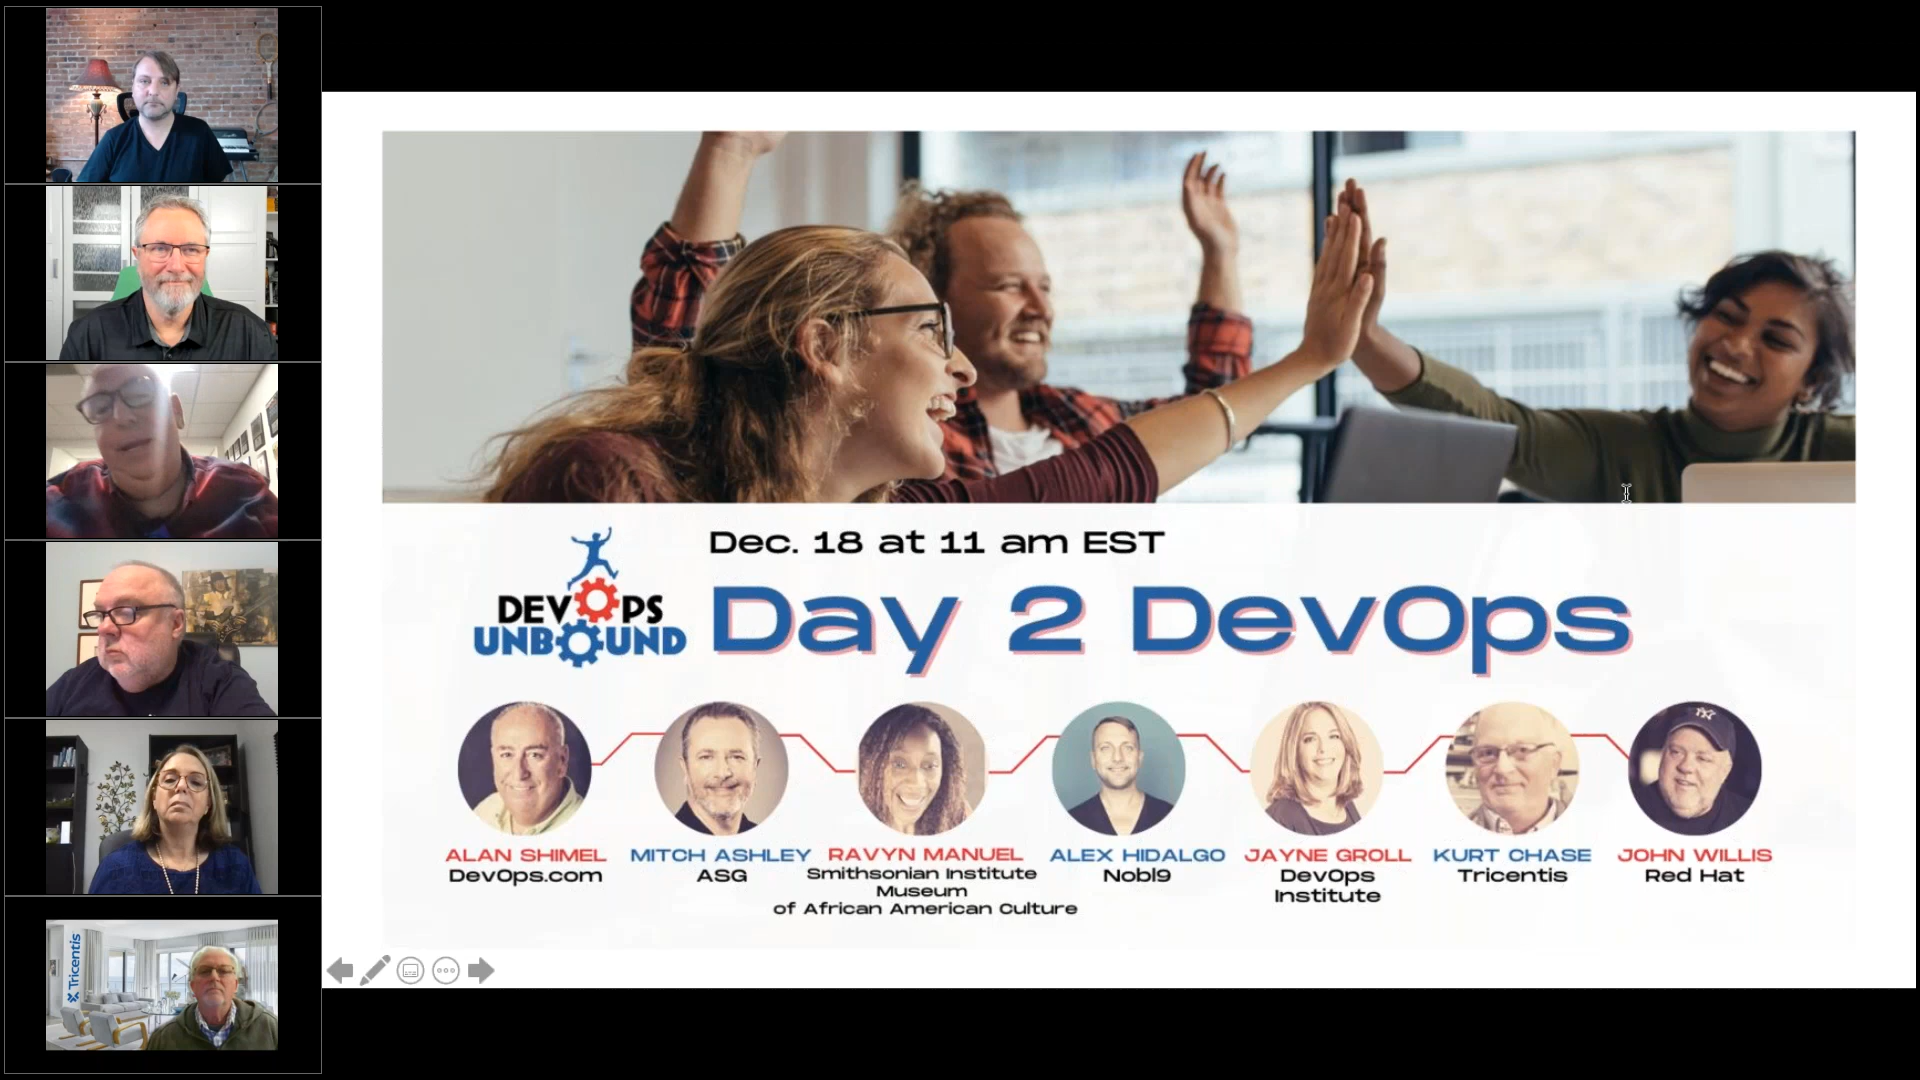 Dec. 18 at 11 am EST
DEVOPS
UNBOUND
Day 2 DevOps
ALAN SHIMEL
DevOps.com
MITCH ASHLEY
ASG
RAVYN MANUEL
Smithsonian Institute
Museum
of African American Culture
ALEX HIDALGO
Nobl9
JAYNE GROLL
DevOps
Institute
KURT CHASE
Tricentis
JOHN WILLIS
Red Hat
Tricentis